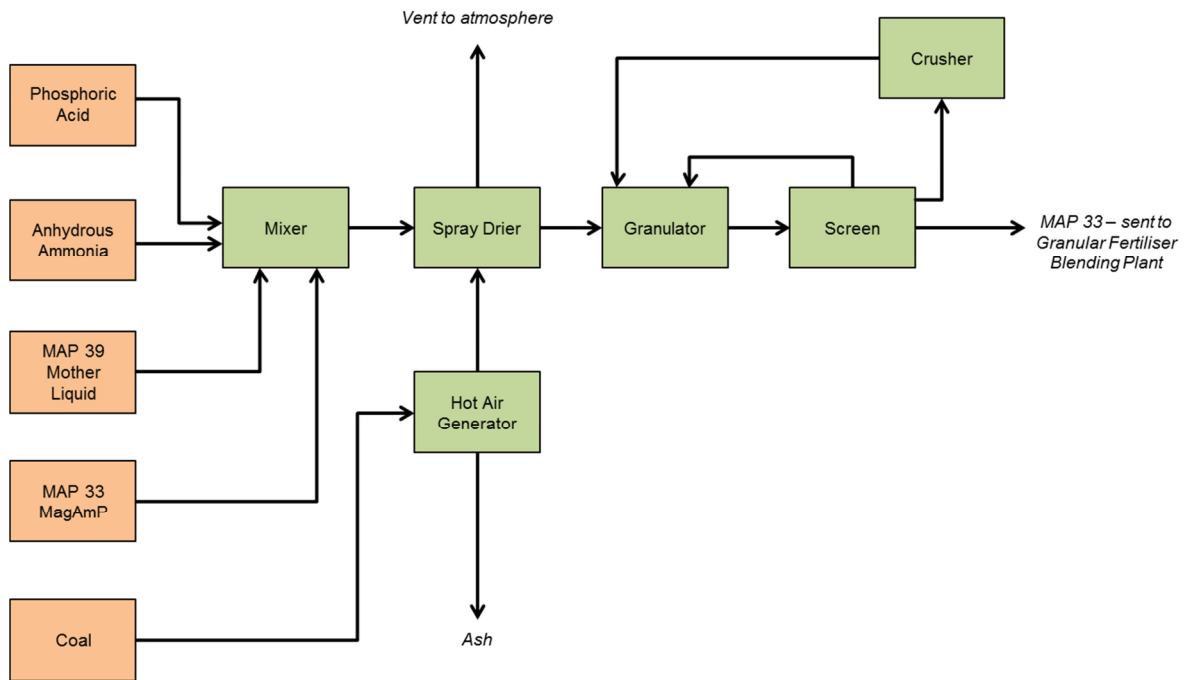 Vent to atmosphere
Crusher
Phosphoric
Acid
Anhydrous
Ammonia
Mixer
Spray Drier
Granulator
Screen
MAP 33 – sent to
Granular Fertiliser
Blending Plant
MAP 39
Mother
Liquid
Hot Air
Generator
MAP 33
MagAmP
Coal
Ash